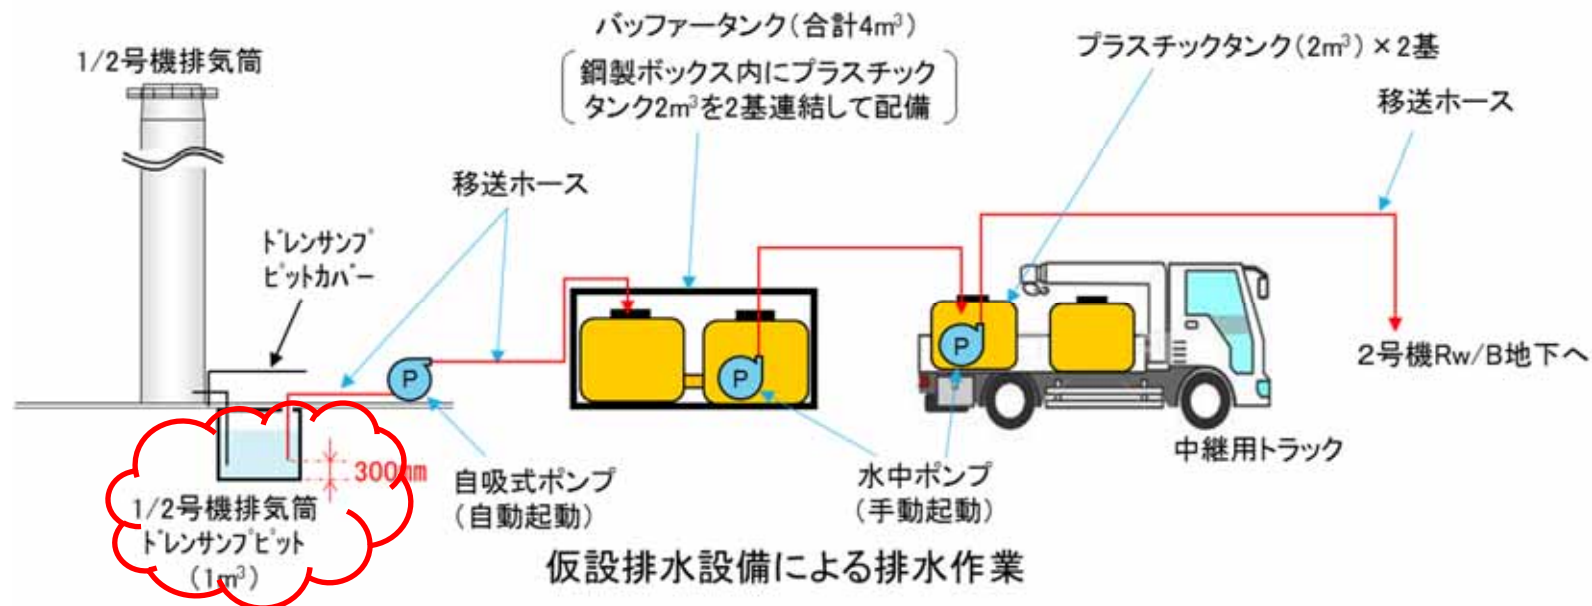 バッファータンク（合計4m³）
鋼製ボックス内にプラスチック
タンク2m³を2基連結して配備
プラスチックタンク（2m³）×2基
1/2号機排気筒
移送ホース
移送ホース
ﾄﾞﾚﾝｻﾝﾌﾟ
ﾋﾟｯﾄｶﾊﾞｰ
P
P
P
2号機Rw/B地下へ
中継用トラック
300mm
自吸式ポンプ
（自動起動）
水中ポンプ
（手動起動）
1/2号機排気筒
ﾄﾞﾚﾝｻﾝﾌﾟﾋﾟｯﾄ
（1m³）
仮設排水設備による排水作業